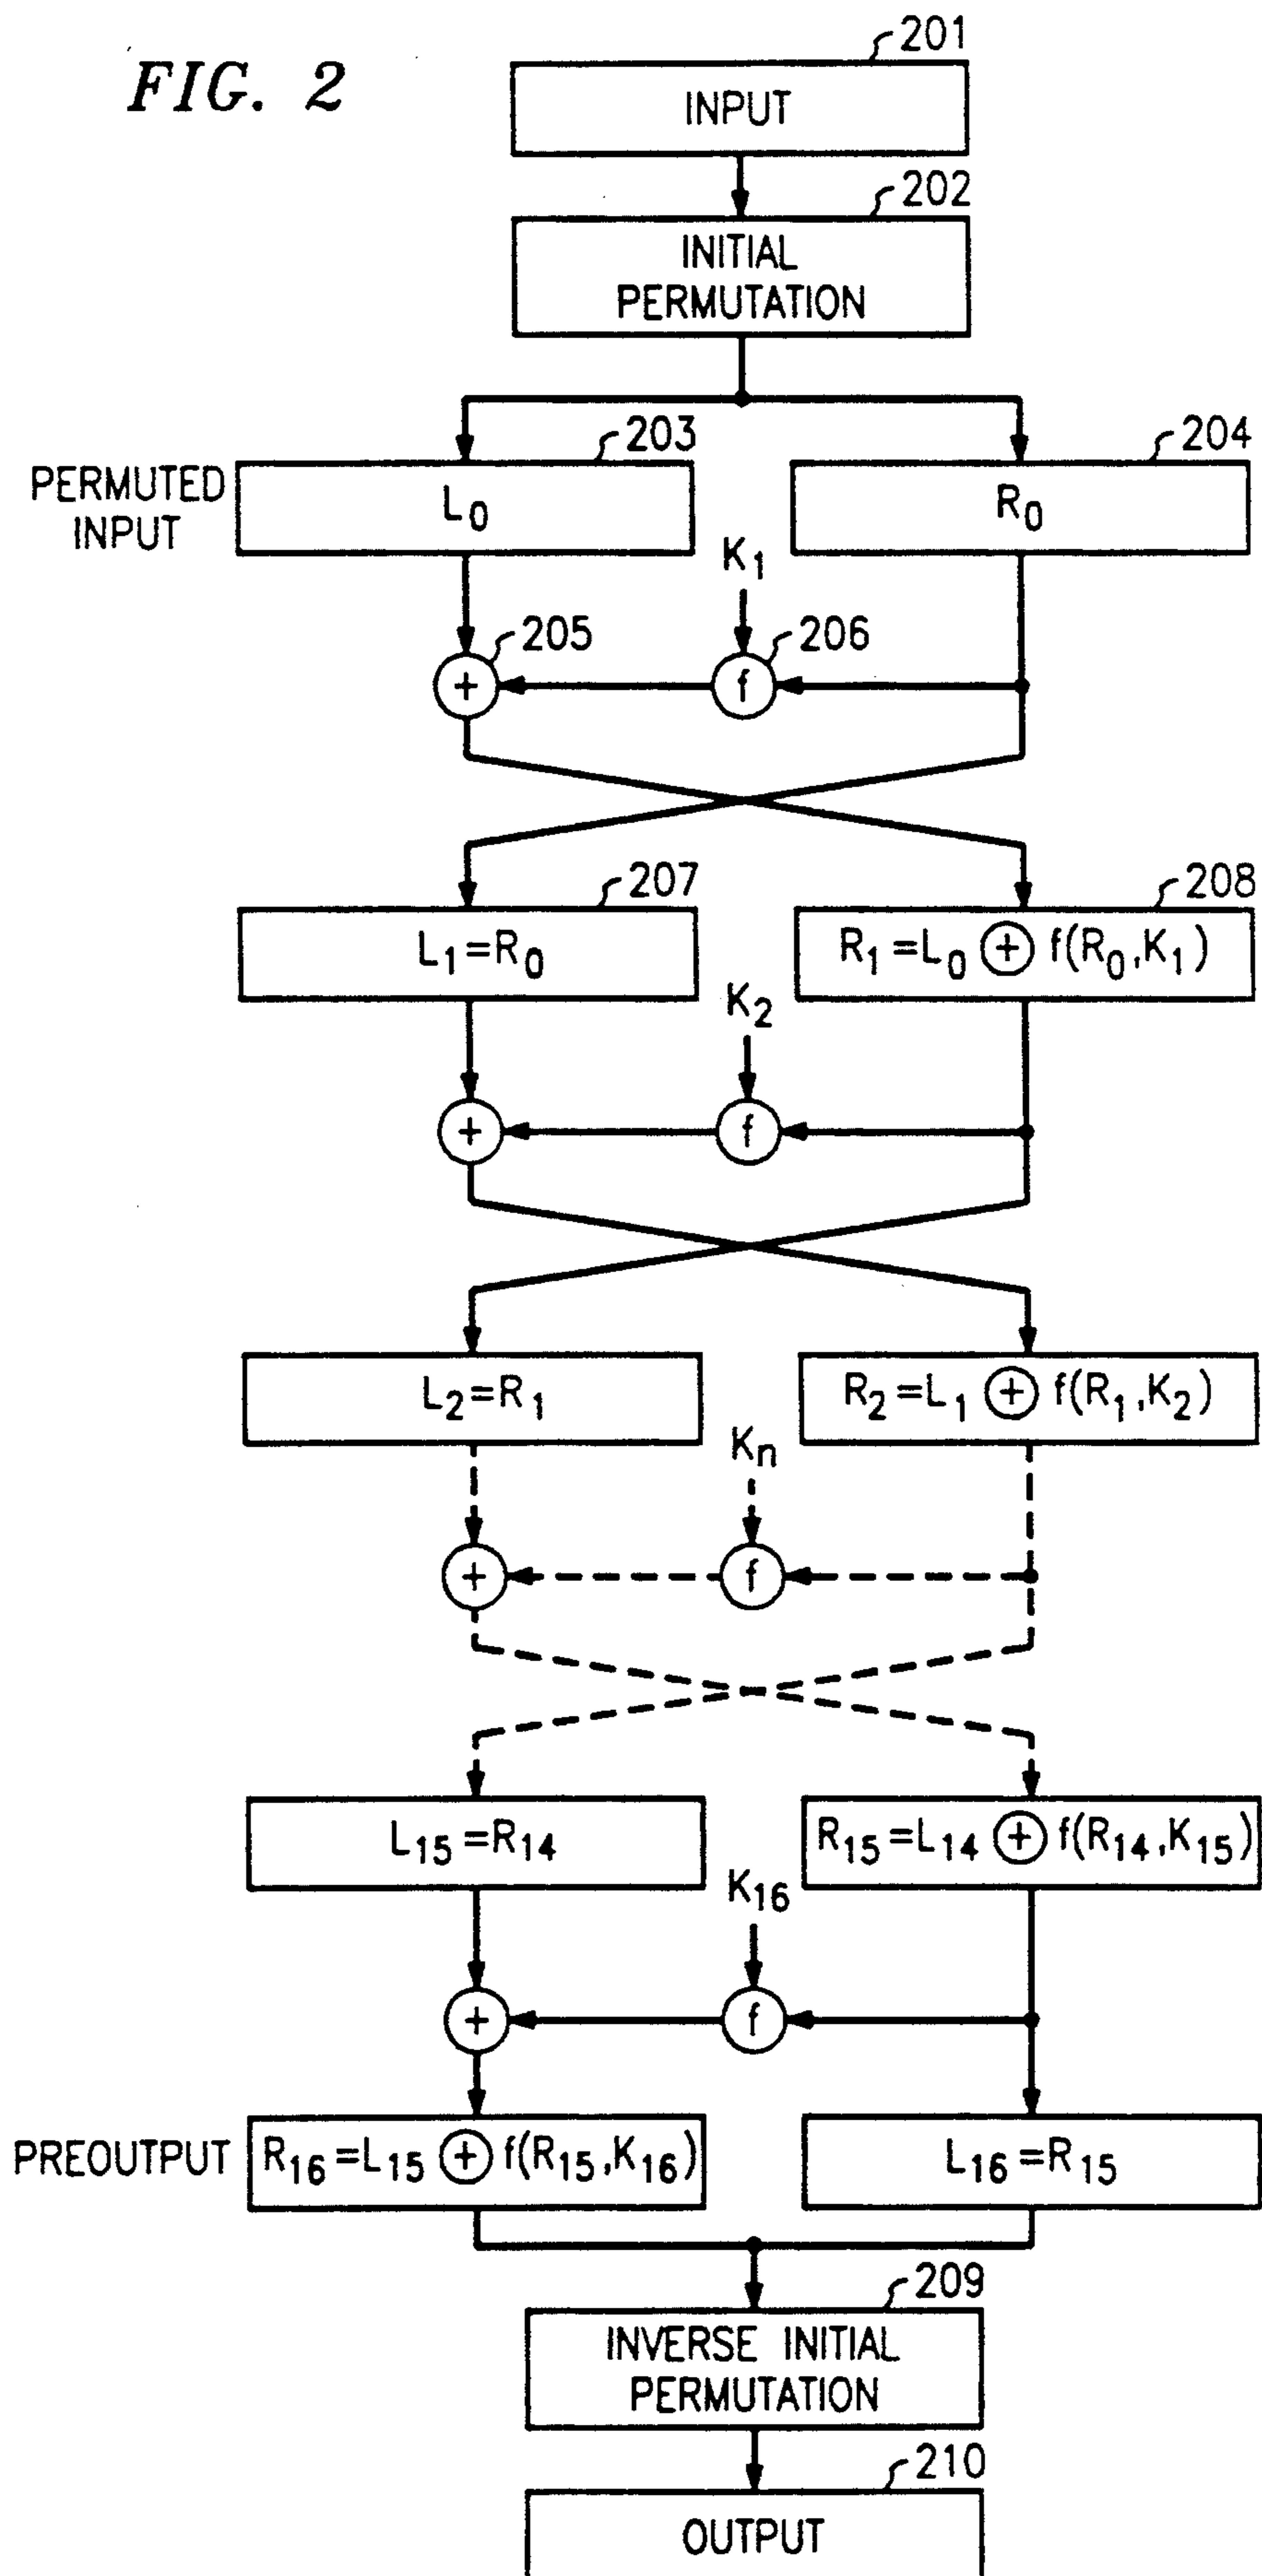 FIG. 2
201
INPUT
202
INITIAL
PERMUTATION
203
204
PERMUTED
INPUT
L₀
R₀
K₁
205
206
+
f
207
208
L₁=R₀
R₁=L₀ ⊕ f(R₀,K₁)
K₂
+
f
L₂=R₁
R₂=L₁ ⊕ f(R₁,K₂)
Kₙ
+
f
L₁₅=R₁₄
R₁₅=L₁₄ ⊕ f(R₁₄,K₁₅)
K₁₆
+
f
PREOUTPUT
R₁₆=L₁₅ ⊕ f(R₁₅,K₁₆)
L₁₆=R₁₅
209
INVERSE INITIAL
PERMUTATION
210
OUTPUT